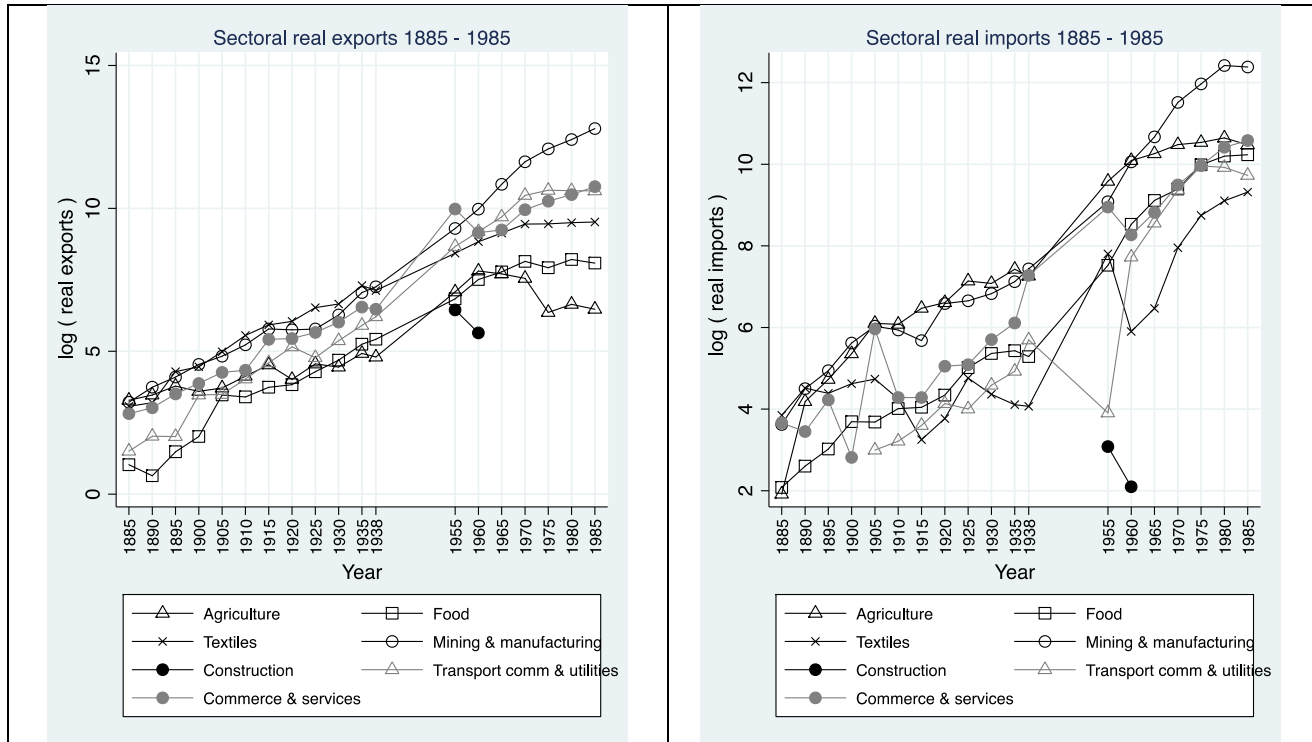 Sectoral real exports 1885 - 1985
log ( real exports )
15
10
5
0
1885
1890
1895
1900
1905
1910
1915
1920
1925
1930
1935
1938
1955
1960
1965
1970
1975
1980
1985
Year
Agriculture
Food
Textiles
Mining & manufacturing
Construction
Transport comm & utilities
Commerce & services
Sectoral real imports 1885 - 1985
log ( real imports )
12
10
8
6
4
2
1885
1890
1895
1900
1905
1910
1915
1920
1925
1930
1935
1938
1955
1960
1965
1970
1975
1980
1985
Year
Agriculture
Food
Textiles
Mining & manufacturing
Construction
Transport comm & utilities
Commerce & services